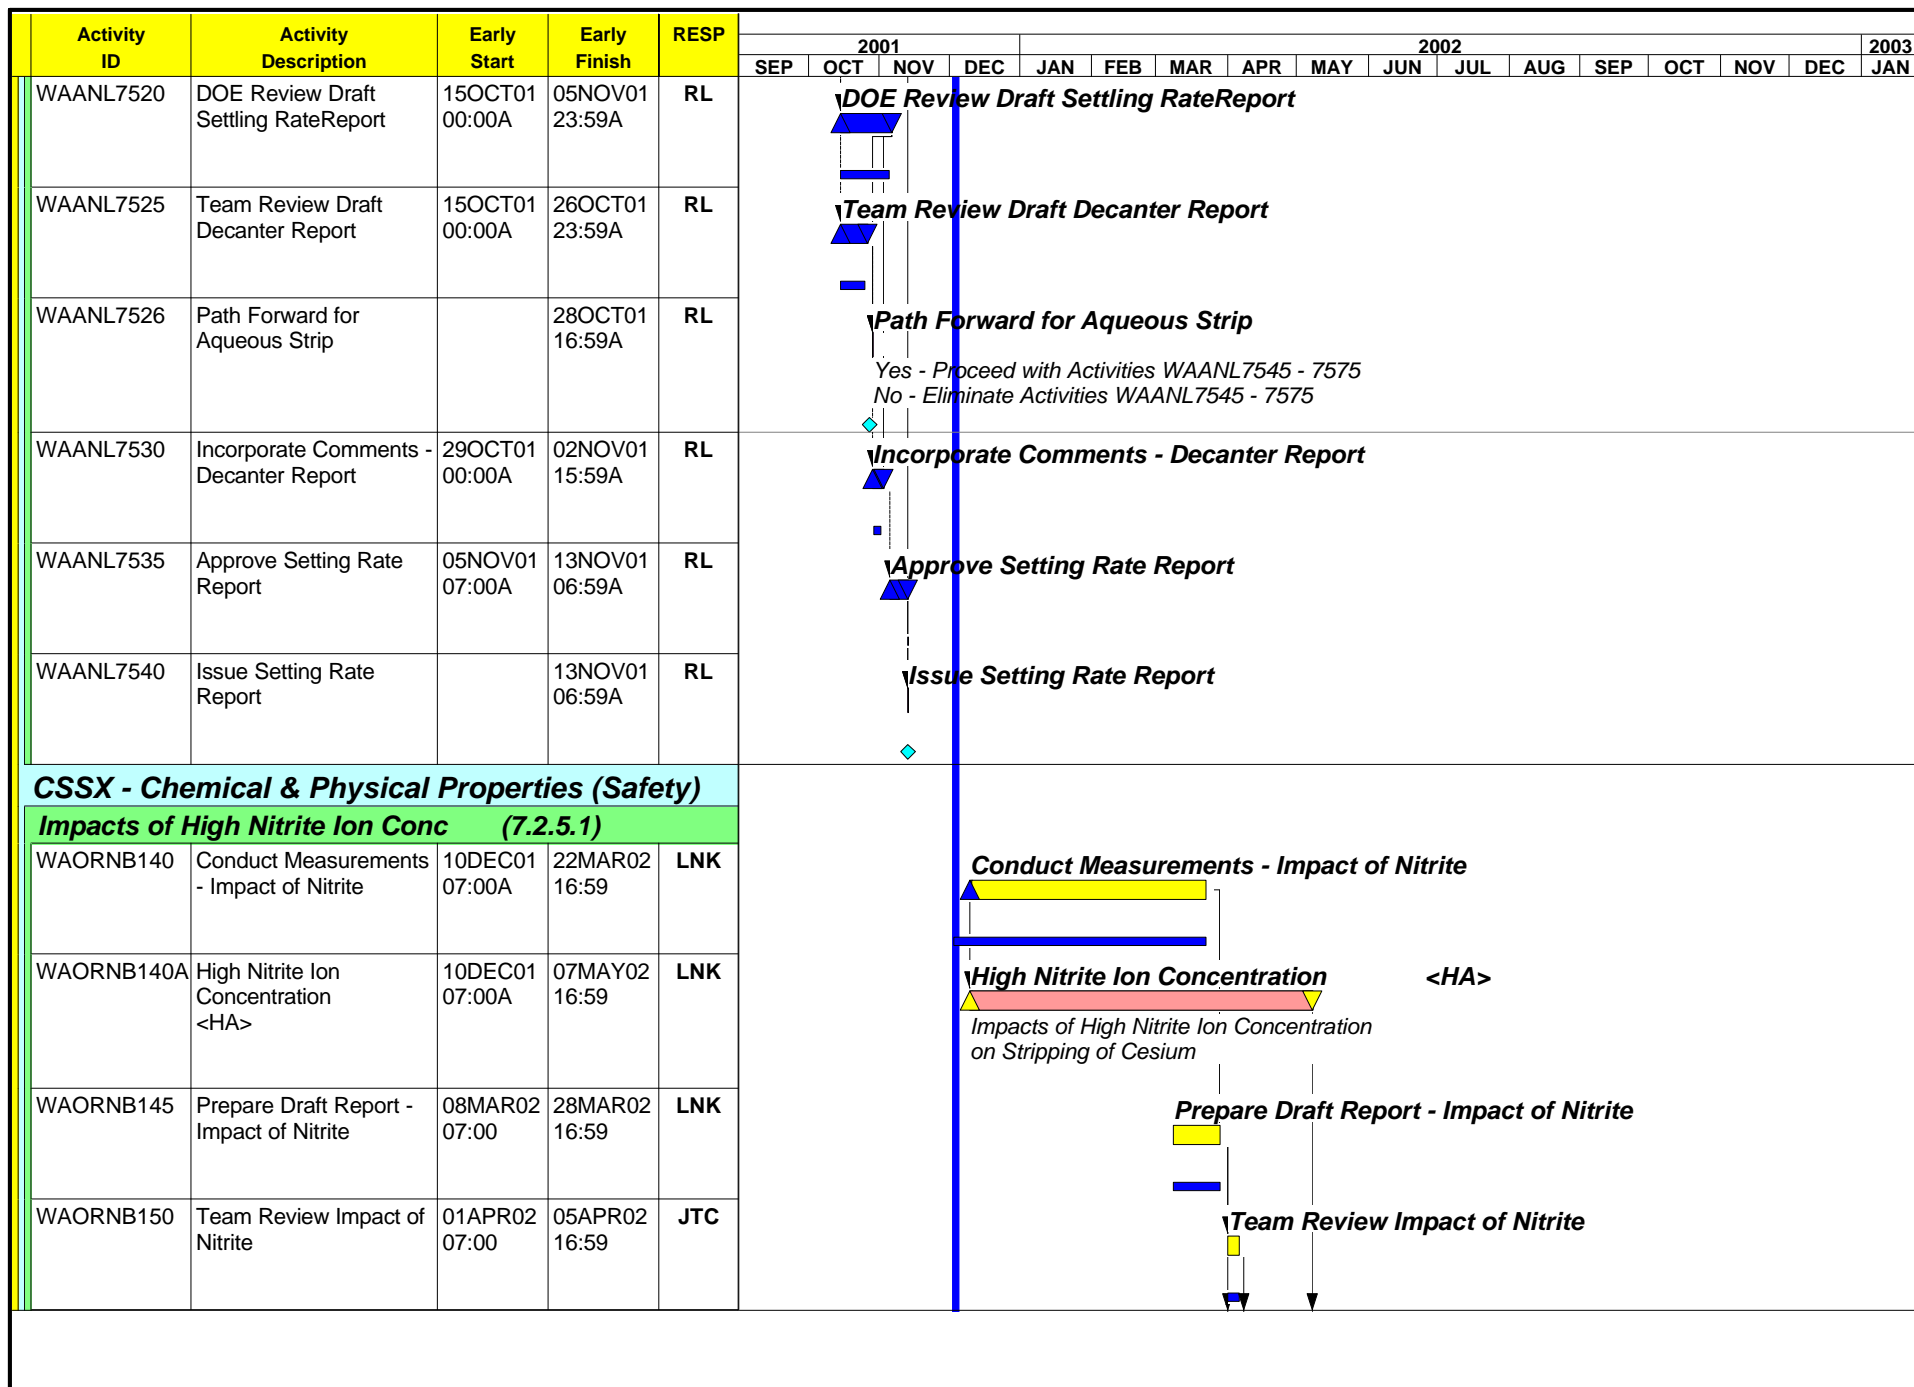 Activity ID Activity Description Early Start Early Finish RESP
2001 2002 2003
SEP OCT NOV DEC JAN FEB MAR APR MAY JUN JUL AUG SEP OCT NOV DEC JAN
WAANL7520 DOE Review Draft 15OCT01 05NOV01 RL DOE Review Draft Settling RateReport
Settling RateReport 00:00A 23:59A
WAANL7525 Team Review Draft 15OCT01 26OCT01 RL Team Review Draft Decanter Report
Decanter Report 00:00A 23:59A
WAANL7526 Path Forward for 28OCT01 RL Path Forward for Aqueous Strip
Aqueous Strip 16:59A
Yes - Proceed with Activities WAANL7545 - 7575
No - Eliminate Activities WAANL7545 - 7575
WAANL7530 Incorporate Comments - 29OCT01 02NOV01 RL Incorporate Comments - Decanter Report
Decanter Report 00:00A 15:59A
WAANL7535 Approve Setting Rate 05NOV01 13NOV01 RL Approve Setting Rate Report
Report 07:00A 06:59A
WAANL7540 Issue Setting Rate 13NOV01 RL Issue Setting Rate Report
Report 06:59A
CSSX - Chemical & Physical Properties (Safety)
Impacts of High Nitrite Ion Conc (7.2.5.1)
WAORNB140 Conduct Measurements 10DEC01 22MAR02 LNK Conduct Measurements - Impact of Nitrite
- Impact of Nitrite 07:00A 16:59
WAORNB140A High Nitrite Ion 10DEC01 07MAY02 LNK High Nitrite Ion Concentration <HA>
Concentration 07:00A 16:59
<HA>
Impacts of High Nitrite Ion Concentration
on Stripping of Cesium
WAORNB145 Prepare Draft Report - 08MAR02 28MAR02 LNK Prepare Draft Report - Impact of Nitrite
Impact of Nitrite 07:00 16:59
WAORNB150 Team Review Impact of 01APR02 05APR02 JTC Team Review Impact of Nitrite
Nitrite 07:00 16:59